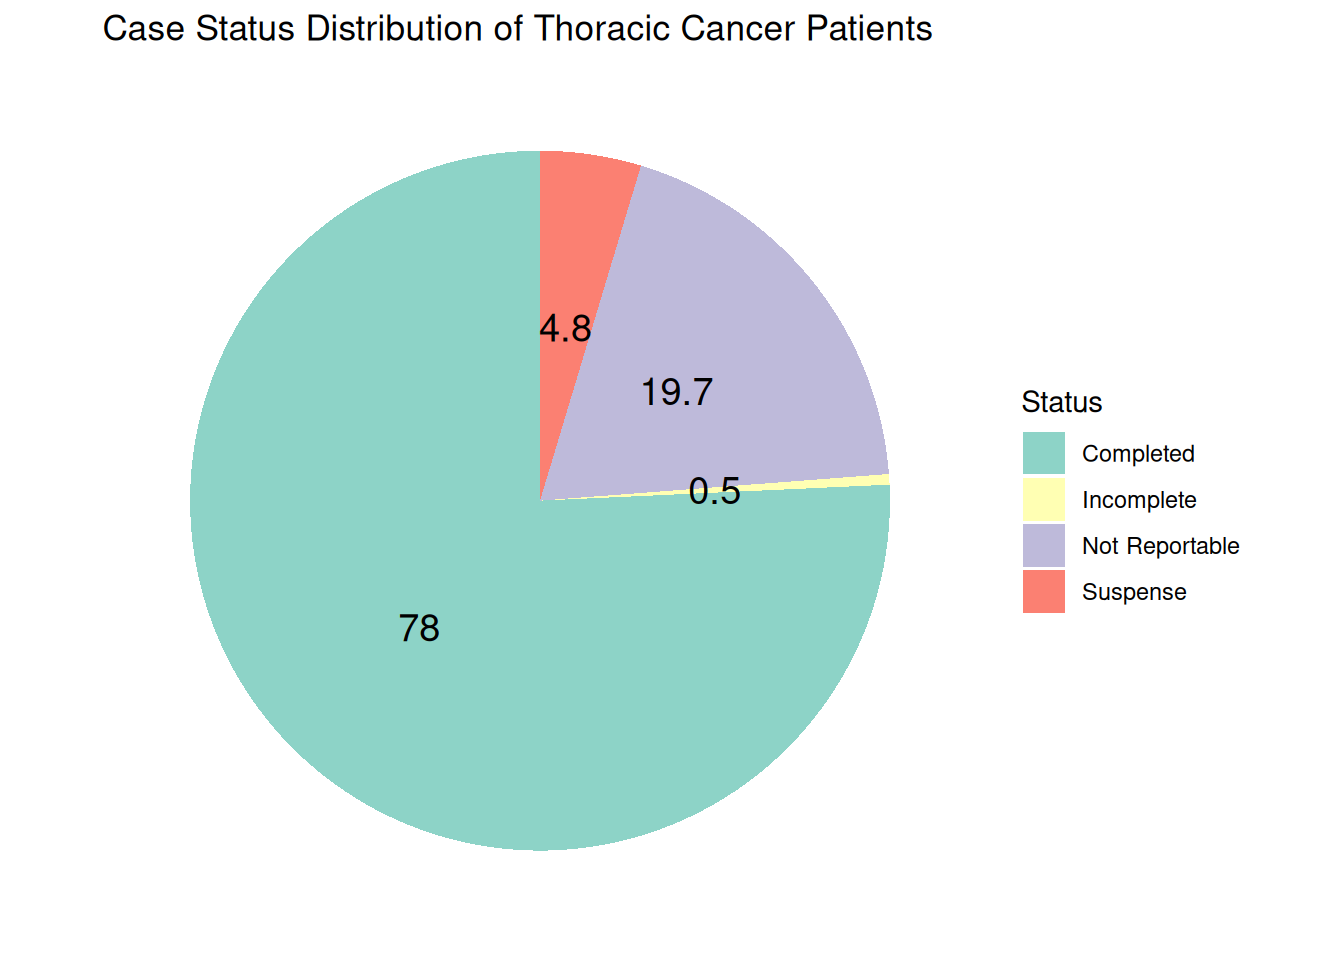 Case Status Distribution of Thoracic Cancer Patients
4.8
19.7
0.5
78
Status
Completed
Incomplete
Not Reportable
Suspense